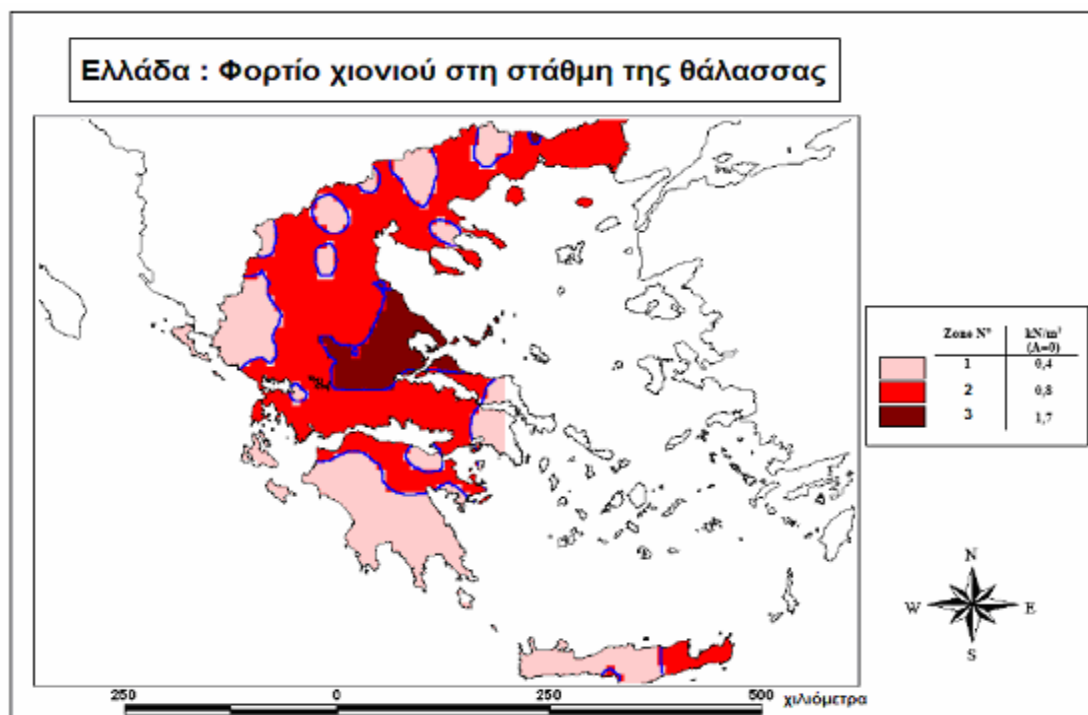 Ελλάδα : Φορτίο χιονιού στη στάθμη της θάλασσας
Zone N° kN/m² (A=0)
1 0,4
2 0,8
3 1,7
N
W E
S
250 0 250 500 χιλιόμετρα